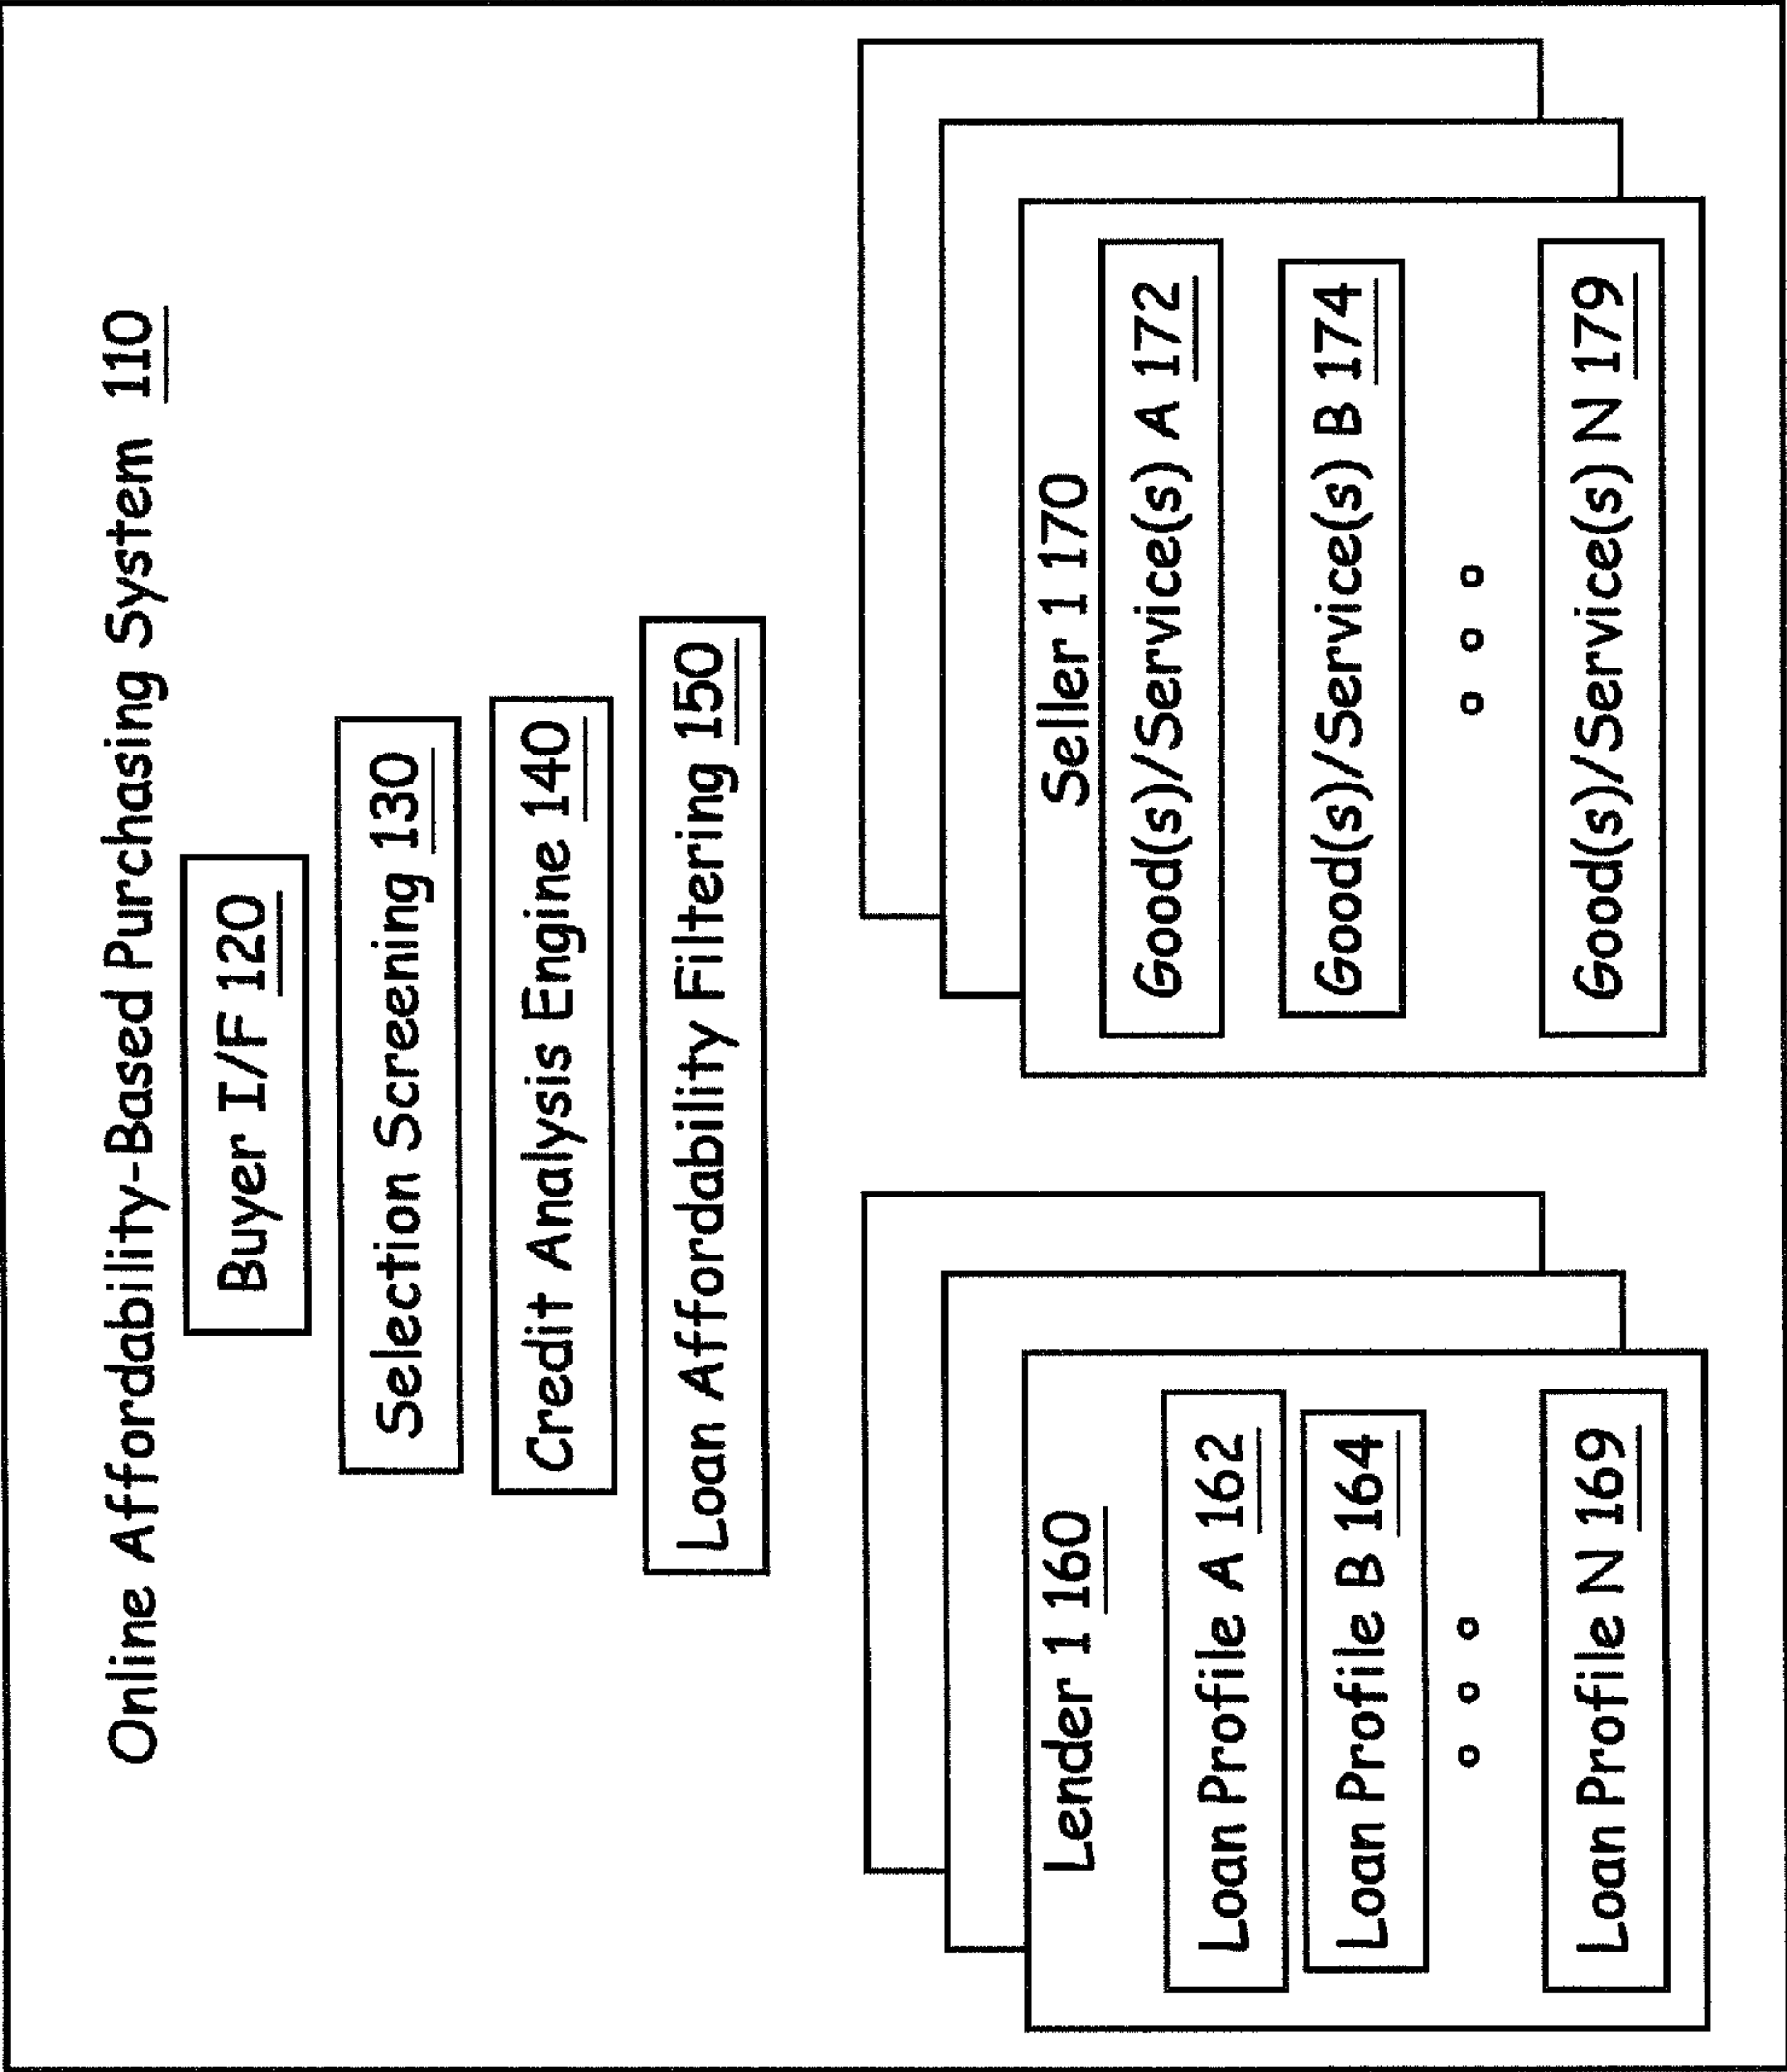 Online Affordability-Based Purchasing System 110
Buyer I/F 120
Selection Screening 130
Credit Analysis Engine 140
Loan Affordability Filtering 150
Lender 1 160
Loan Profile A 162
Loan Profile B 164
Loan Profile N 169
Seller 1 170
Good(s)/Service(s) A 172
Good(s)/Service(s) B 174
Good(s)/Service(s) N 179